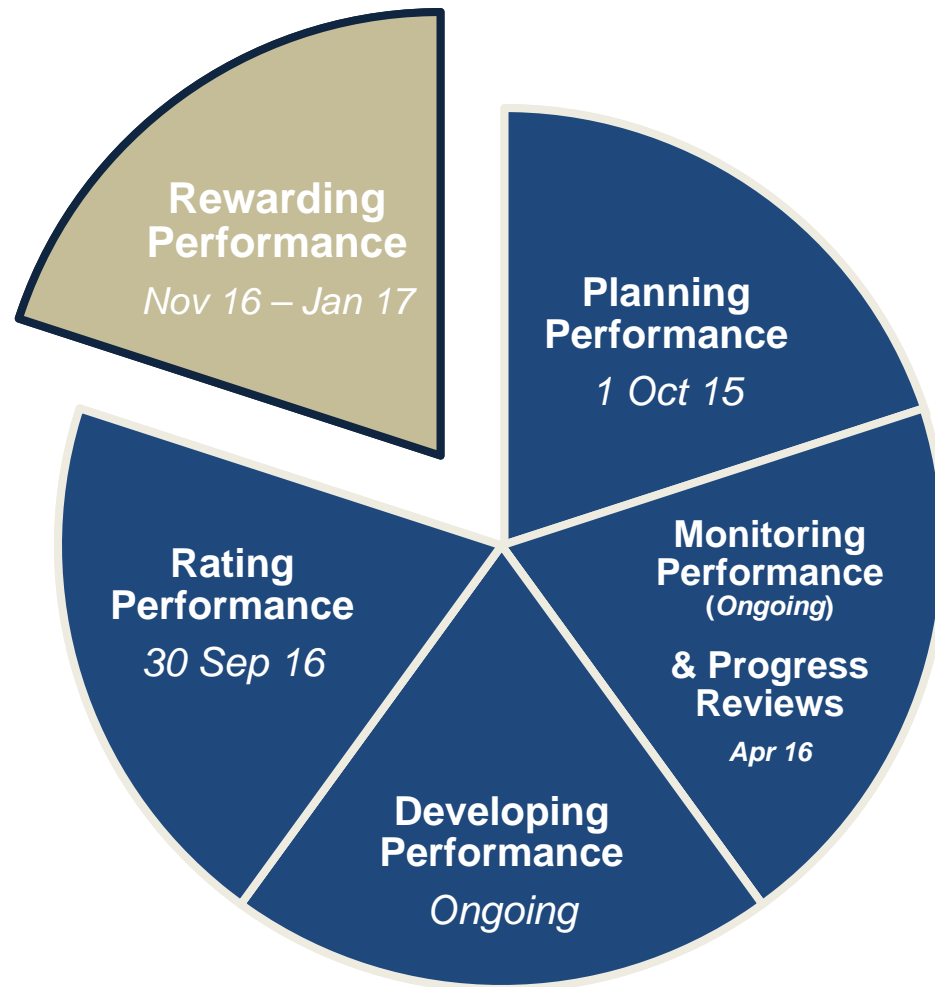 Rewarding
Performance
Nov 16 – Jan 17
Planning
Performance
1 Oct 15
Monitoring
Performance
(Ongoing)
& Progress
Reviews
Apr 16
Developing
Performance
Ongoing
Rating
Performance
30 Sep 16